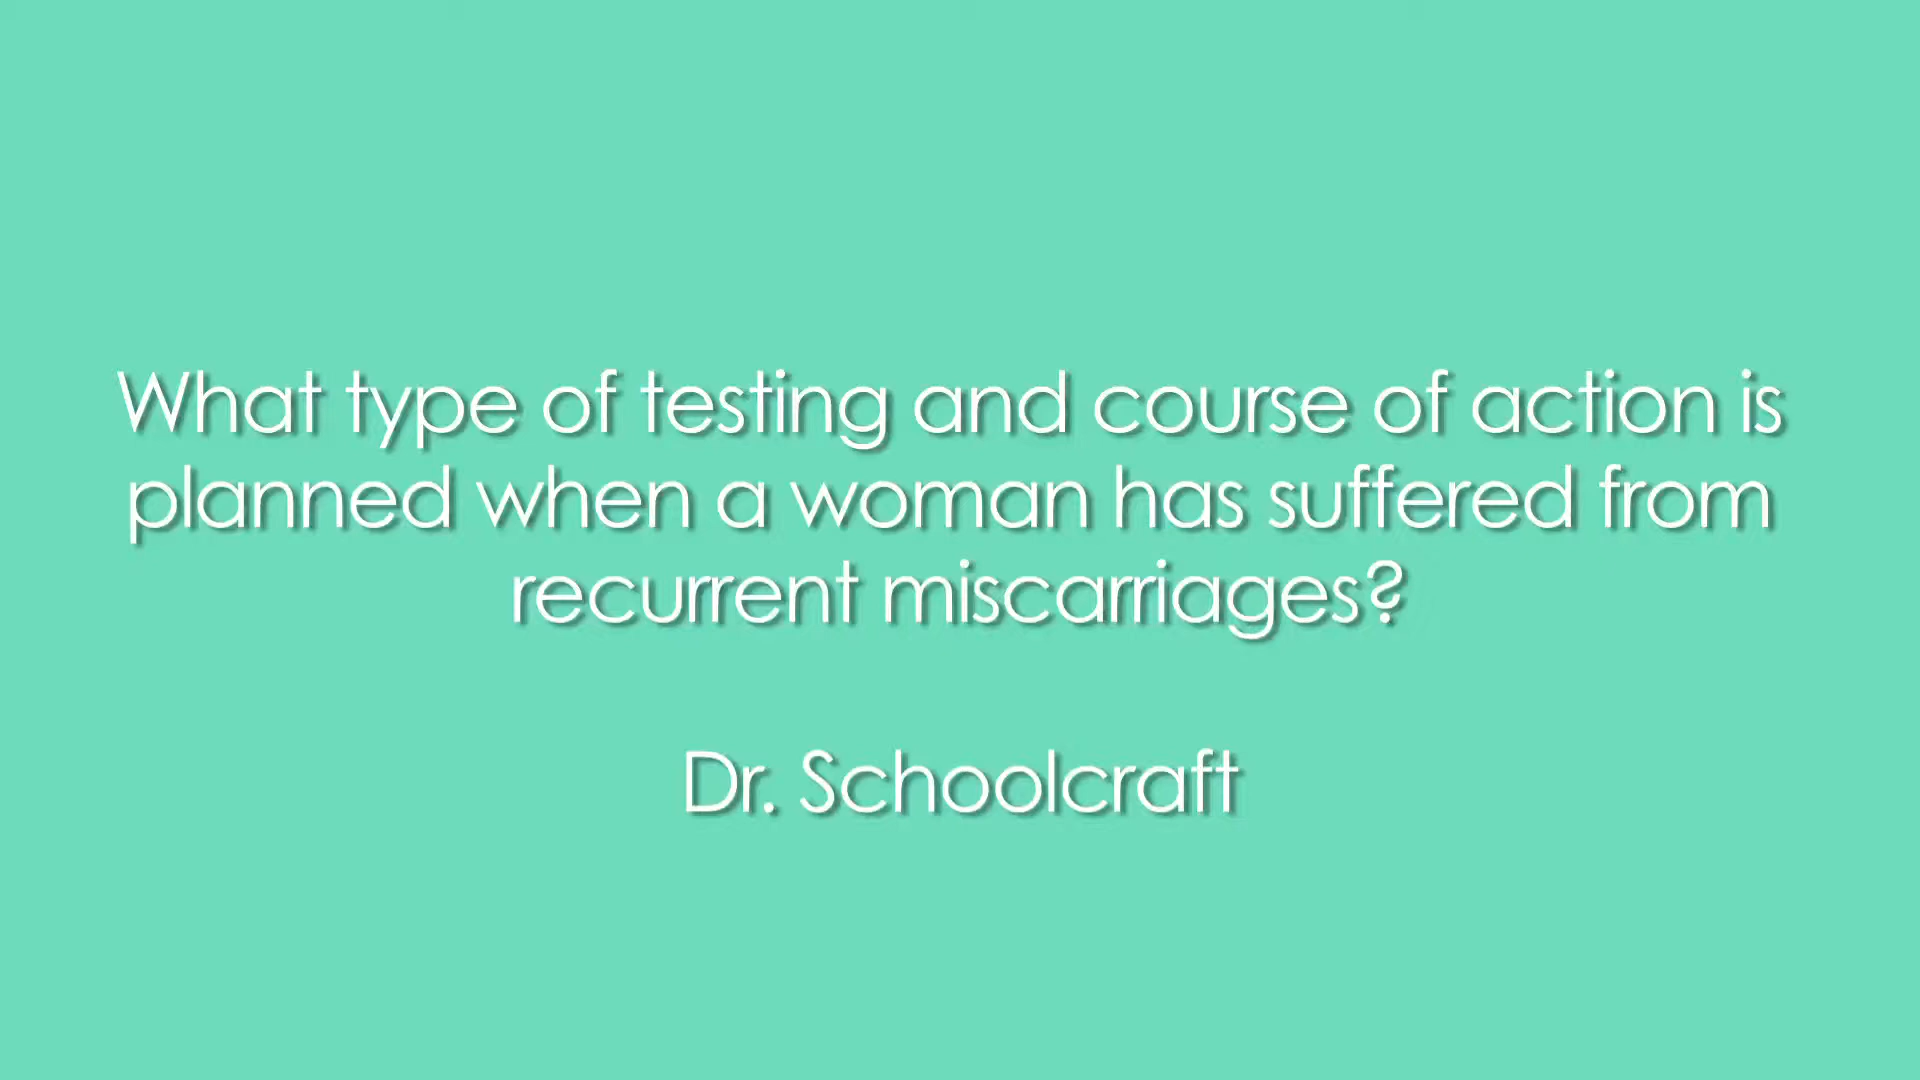 What type of testing and course of action is
planned when a woman has suffered from
recurrent miscarriages?
Dr. Schoolcraft